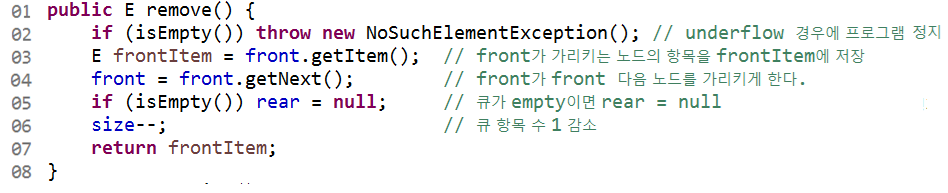 01 public E remove() {
02 if (isEmpty()) throw new NoSuchElementException(); // underflow 경우에 프로그램 정지
03 E frontItem = front.getItem(); // front가 가리키는 노드의 항목을 frontItem에 저장
04 front = front.getNext(); // front가 front 다음 노드를 가리키게 한다.
05 if (isEmpty()) rear = null; // 큐가 empty이면 rear = null
06 size--; // 큐 항목 수 1 감소
07 return frontItem;
08 }